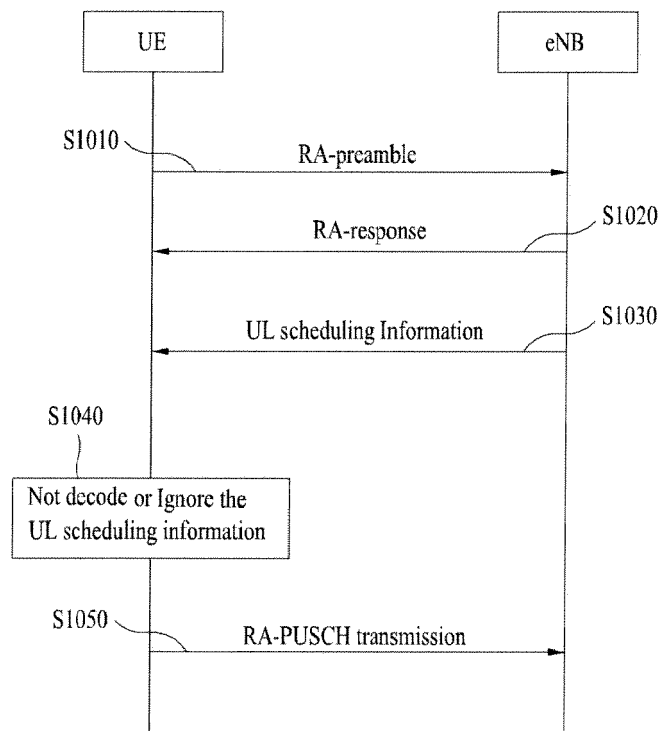 UE
eNB
S1010
RA-preamble
S1020
RA-response
S1030
UL scheduling Information
S1040
Not decode or Ignore the
UL scheduling information
S1050
RA-PUSCH transmission